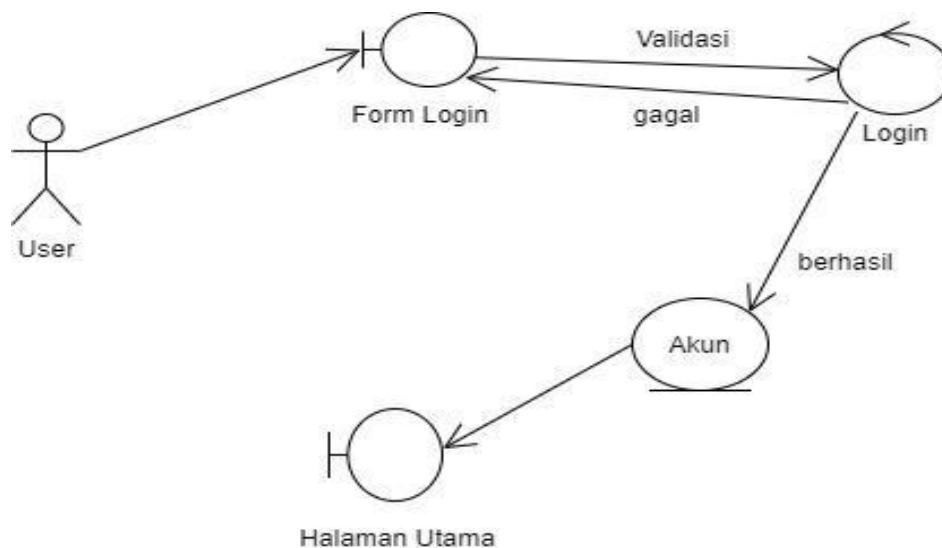 Validasi
Form Login
gagal
Login
User
berhasil
Akun
Halaman Utama